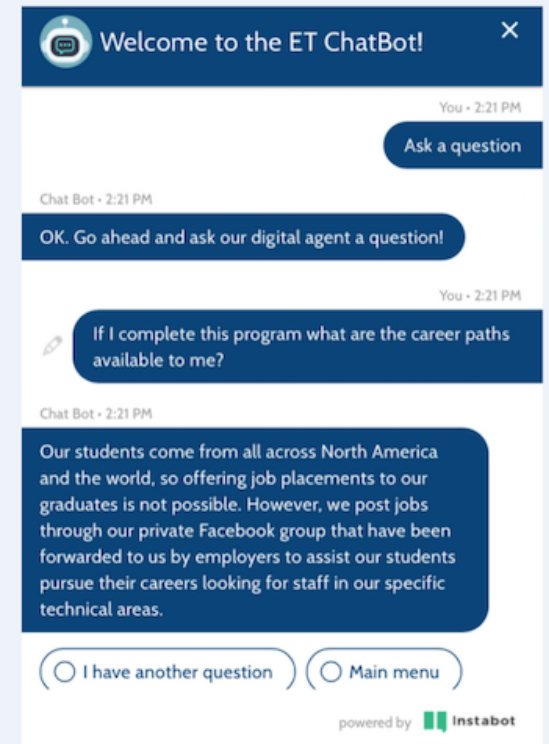 Welcome to the ET ChatBot!
You • 2:21 PM
Ask a question
Chat Bot • 2:21 PM
OK. Go ahead and ask our digital agent a question!
You • 2:21 PM
If I complete this program what are the career paths
available to me?
Chat Bot • 2:21 PM
Our students come from all across North America
and the world, so offering job placements to our
graduates is not possible. However, we post jobs
through our private Facebook group that have been
forwarded to us by employers to assist our students
pursue their careers looking for staff in our specific
technical areas.
I have another question
Main menu
powered by Instabot